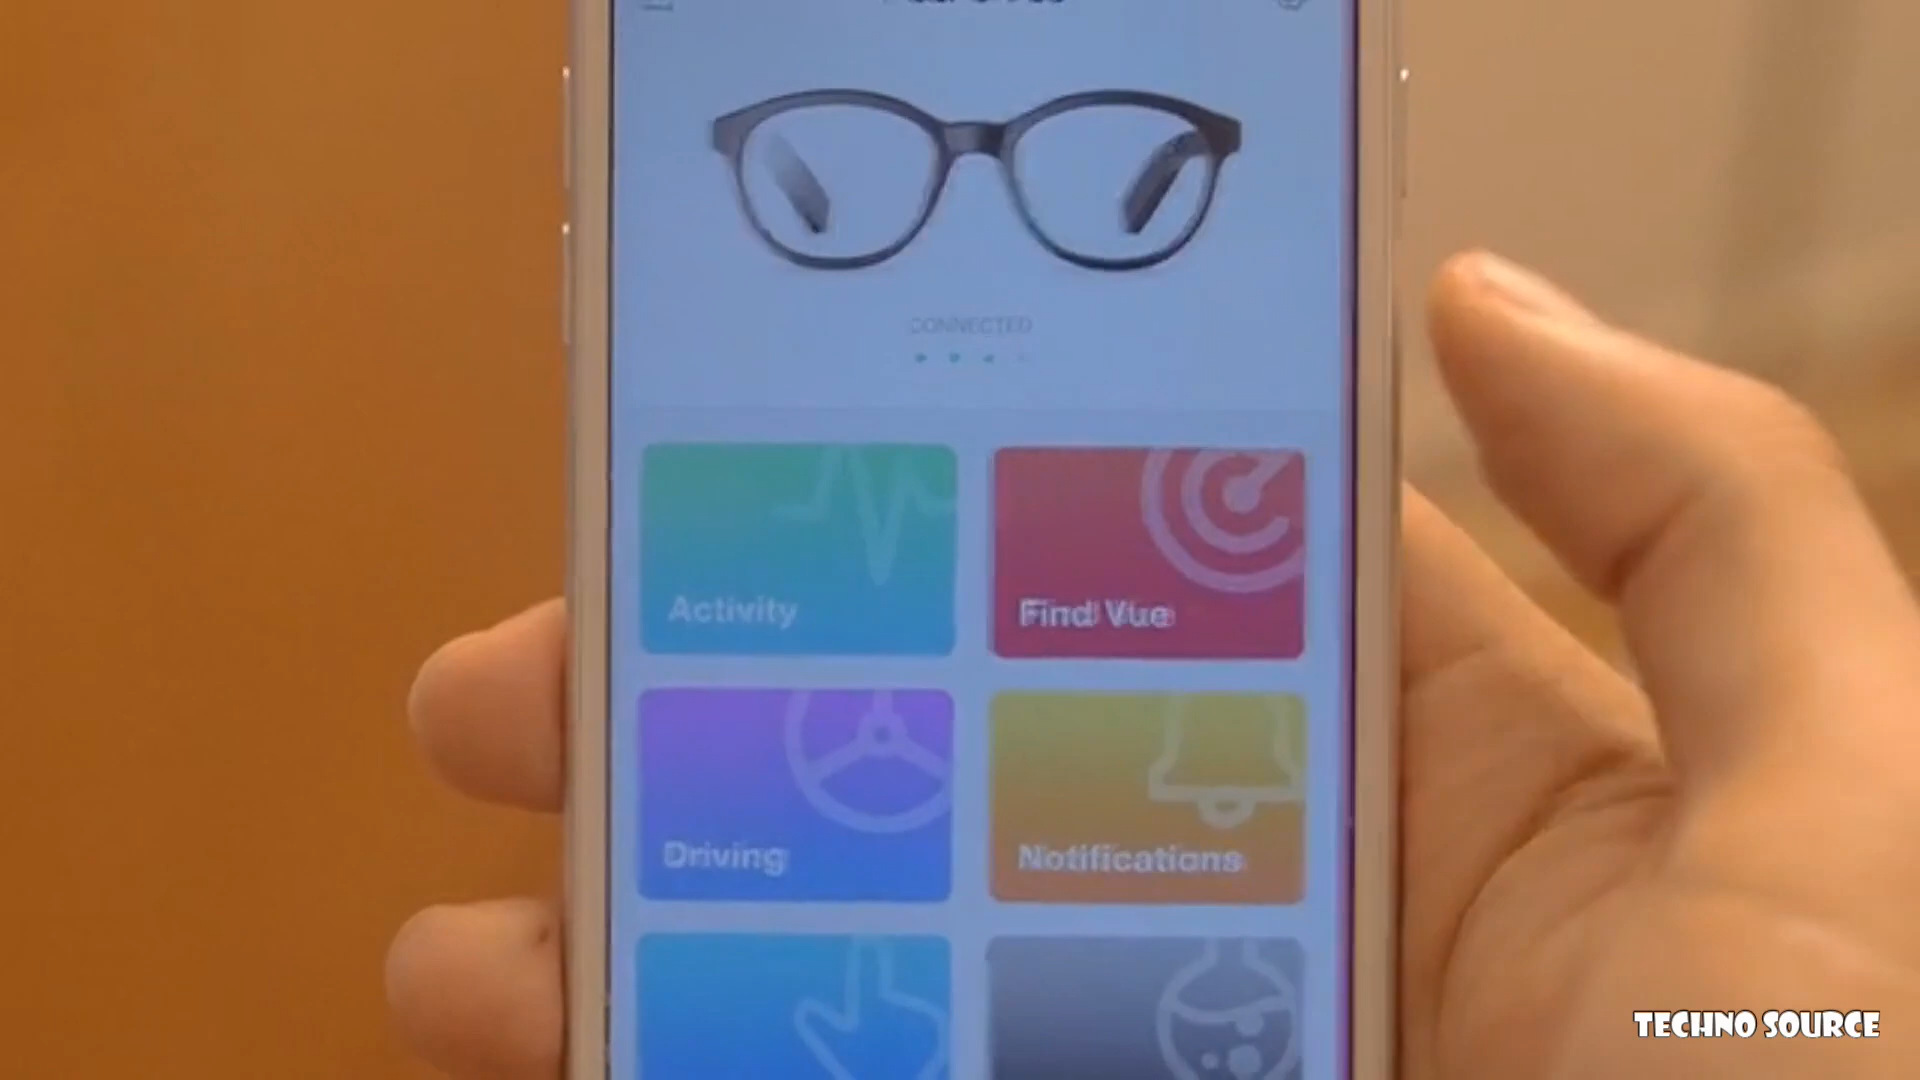 CONNECTED
Activity
Find Vue
Driving
Notifications
TECHNO SOURCE